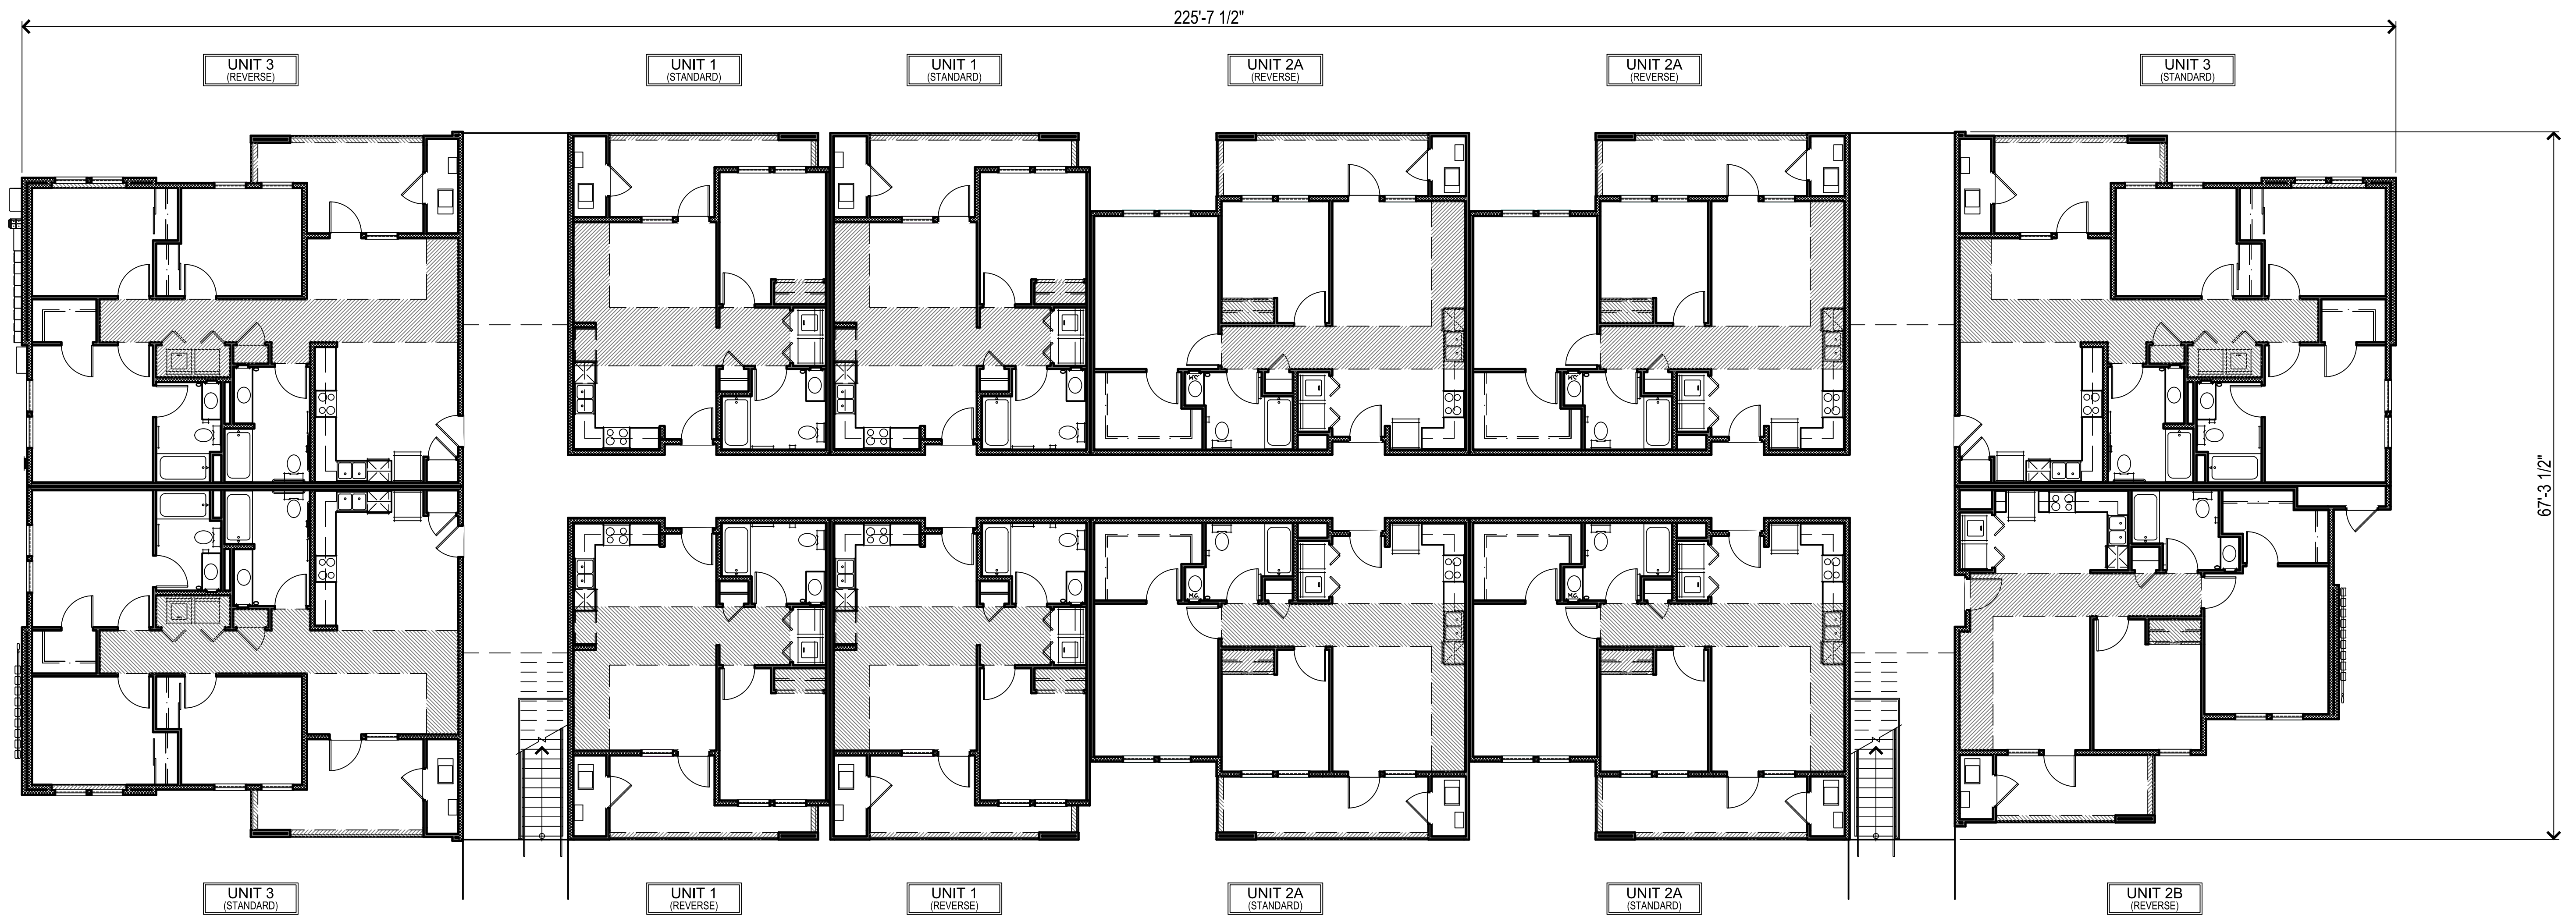 225'-7 1/2"
UNIT 3
(REVERSE)
UNIT 1
(STANDARD)
UNIT 1
(STANDARD)
UNIT 2A
(REVERSE)
UNIT 2A
(REVERSE)
UNIT 3
(STANDARD)
67'-3 1/2"
UNIT 3
(STANDARD)
UNIT 1
(REVERSE)
UNIT 1
(REVERSE)
UNIT 2A
(STANDARD)
UNIT 2A
(STANDARD)
UNIT 2B
(REVERSE)